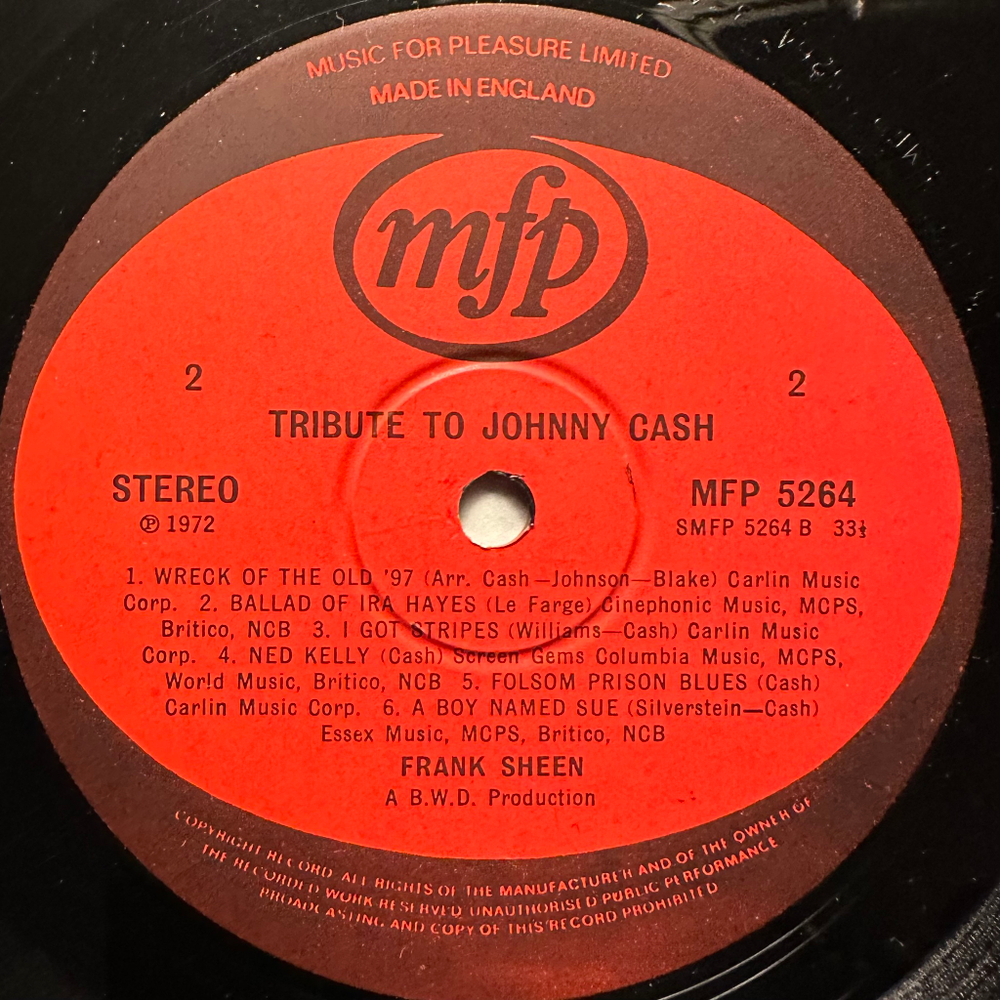 MUSIC FOR PLEASURE LIMITED
MADE IN ENGLAND
mfp
2 2
TRIBUTE TO JOHNNY CASH
STEREO MFP 5264
℗ 1972 SMFP 5264 B 33⅓
1. WRECK OF THE OLD '97 (Arr. Cash—Johnson—Blake) Carlin Music
Corp. 2. BALLAD OF IRA HAYES (Le Farge) Cinephonic Music, MCPS,
Britico, NCB 3. I GOT STRIPES (Williams—Cash) Carlin Music
Corp. 4. NED KELLY (Cash) Screen Gems Columbia Music, MCPS,
World Music, Britico, NCB 5. FOLSOM PRISON BLUES (Cash)
Carlin Music Corp. 6. A BOY NAMED SUE (Silverstein—Cash)
Essex Music, MCPS, Britico, NCB
FRANK SHEEN
A B.W.D. Production
COPYRIGHT RECORD ALL RIGHTS OF THE MANUFACTURER AND OF THE OWNER OF
THE RECORDED WORK RESERVED UNAUTHORISED PUBLIC PERFORMANCE
BROADCASTING AND COPY OF THIS RECORD PROHIBITED